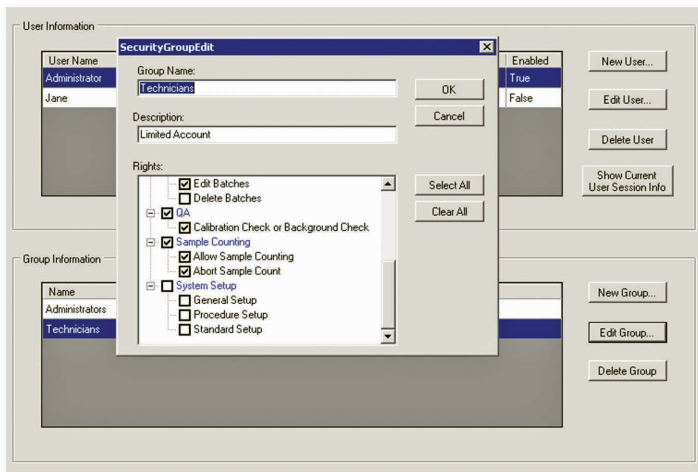 User Information
SecurityGroupEdit
User Name
Enabled
Administrator
True
Jane
False
New User...
Edit User...
Delete User
Show Current
User Session Info
Group Name:
Technicians
OK
Cancel
Description:
Limited Account
Rights:
Edit Batches
Delete Batches
QA
Calibration Check or Background Check
Sample Counting
Allow Sample Counting
Abort Sample Count
System Setup
General Setup
Procedure Setup
Standard Setup
Select All
Clear All
Group Information
Name
Administrators
Technicians
New Group...
Edit Group...
Delete Group